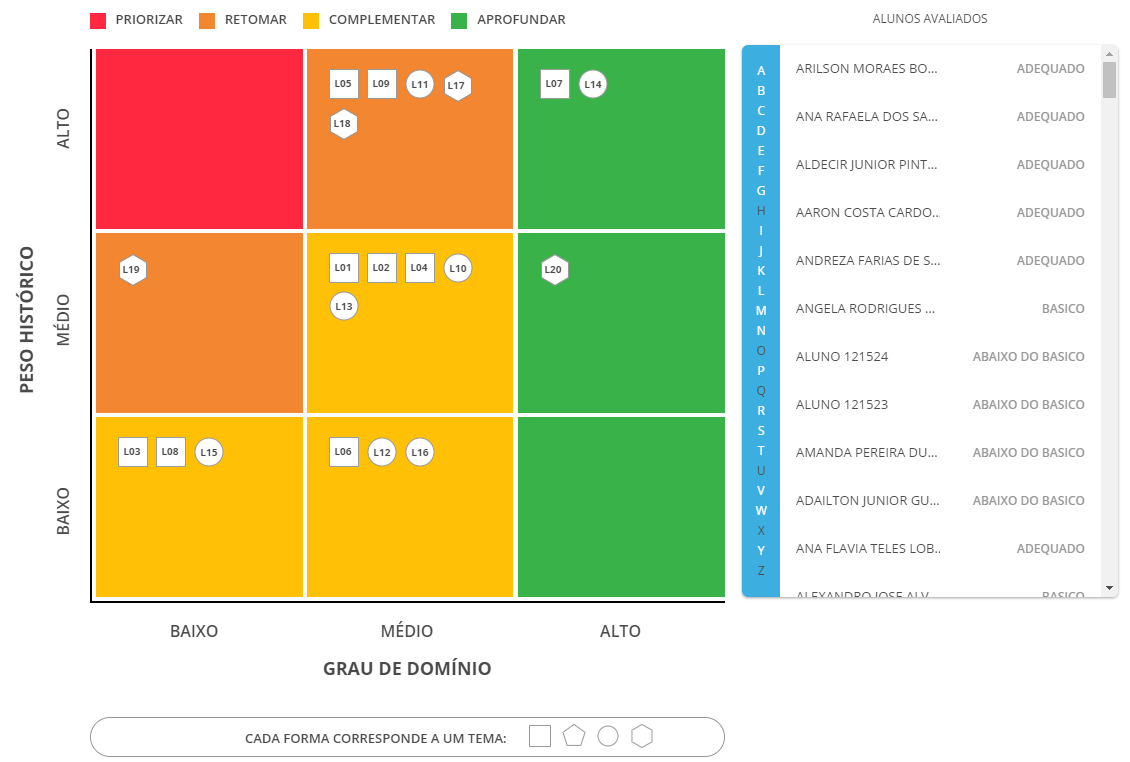 PRIORIZAR RETOMAR COMPLEMENTAR APROFUNDAR
PESO HISTÓRICO
ALTO
L05 L09 L11 L17
L18
L07 L14
MÉDIO
L19
L01 L02 L04 L10
L13
L20
BAIXO
L03 L08 L15
L06 L12 L16
BAIXO MÉDIO ALTO
GRAU DE DOMÍNIO
CADA FORMA CORRESPONDE A UM TEMA:
ALUNOS AVALIADOS
A
B
C
D
E
F
G
H
I
J
K
L
M
N
O
P
Q
R
S
T
U
V
W
X
Y
Z
ARILSON MORAES BO... ADEQUADO
ANA RAFAELA DOS SA... ADEQUADO
ALDECIR JUNIOR PINT... ADEQUADO
AARON COSTA CARDO.. ADEQUADO
ANDREZA FARIAS DE S... ADEQUADO
ANGELA RODRIGUES ... BASICO
ALUNO 121524 ABAIXO DO BASICO
ALUNO 121523 ABAIXO DO BASICO
AMANDA PEREIRA DU... ABAIXO DO BASICO
ADAILTON JUNIOR GU... ABAIXO DO BASICO
ANA FLAVIA TELES LOB.. ADEQUADO
ALEXANDRO JOSE ALV... BASICO